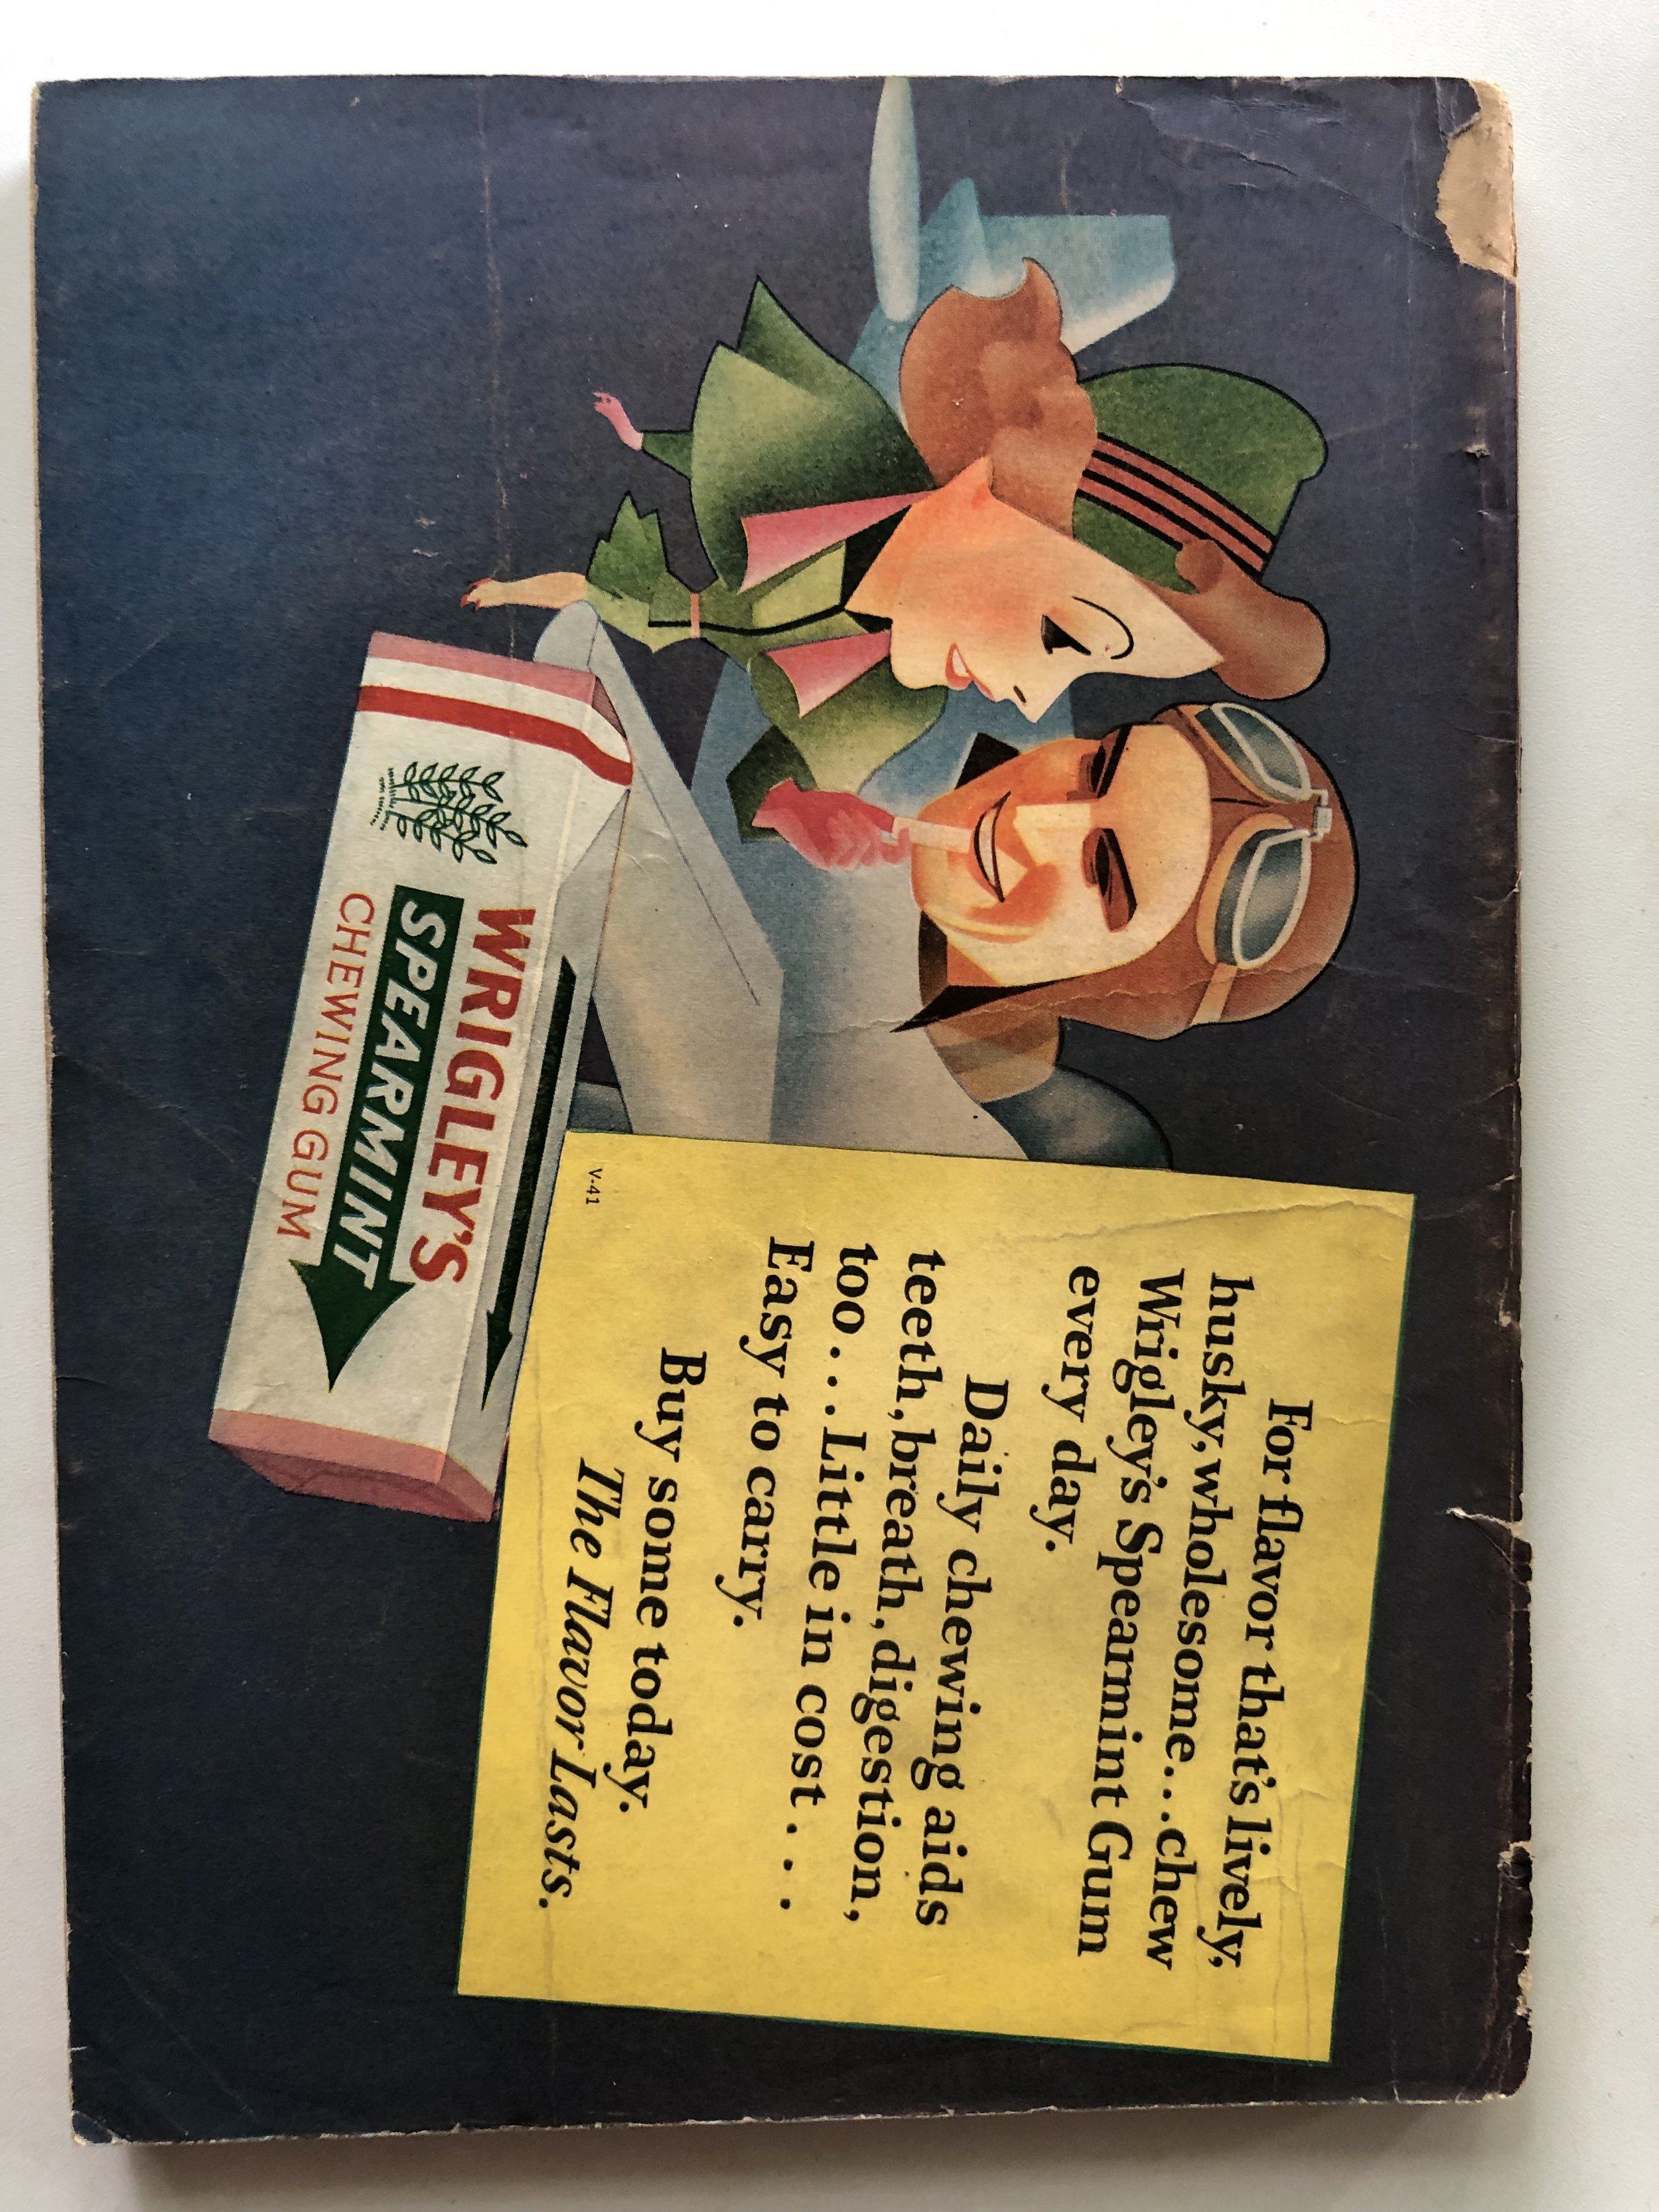 For flavor that's lively,
husky, wholesome...chew
Wrigley's Spearmint Gum
every day.
Daily chewing aids
teeth, breath, digestion,
too...Little in cost...
Easy to carry.
Buy some today.
The Flavor Lasts.
V-41
WRIGLEY'S
SPEARMINT
CHEWING GUM